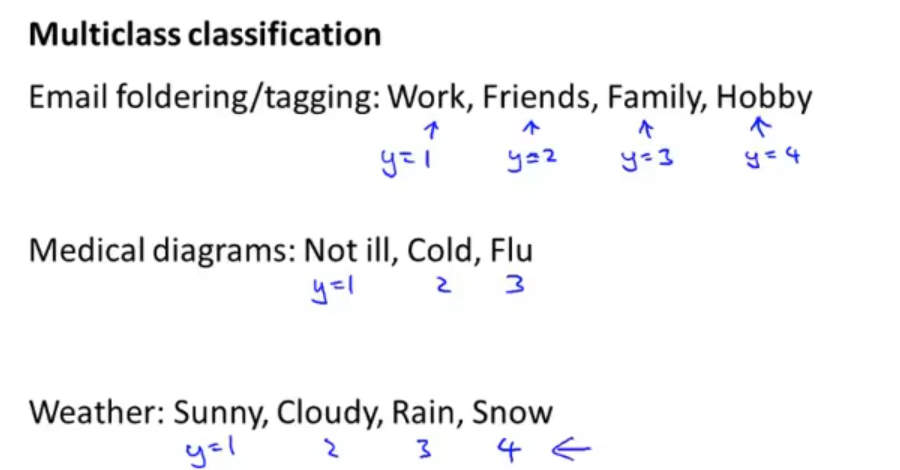 Multiclass classification
Email foldering/tagging: Work, Friends, Family, Hobby
y=1 y=2 y=3 y=4
Medical diagrams: Not ill, Cold, Flu
y=1 2 3
Weather: Sunny, Cloudy, Rain, Snow
y=1 2 3 4 ←